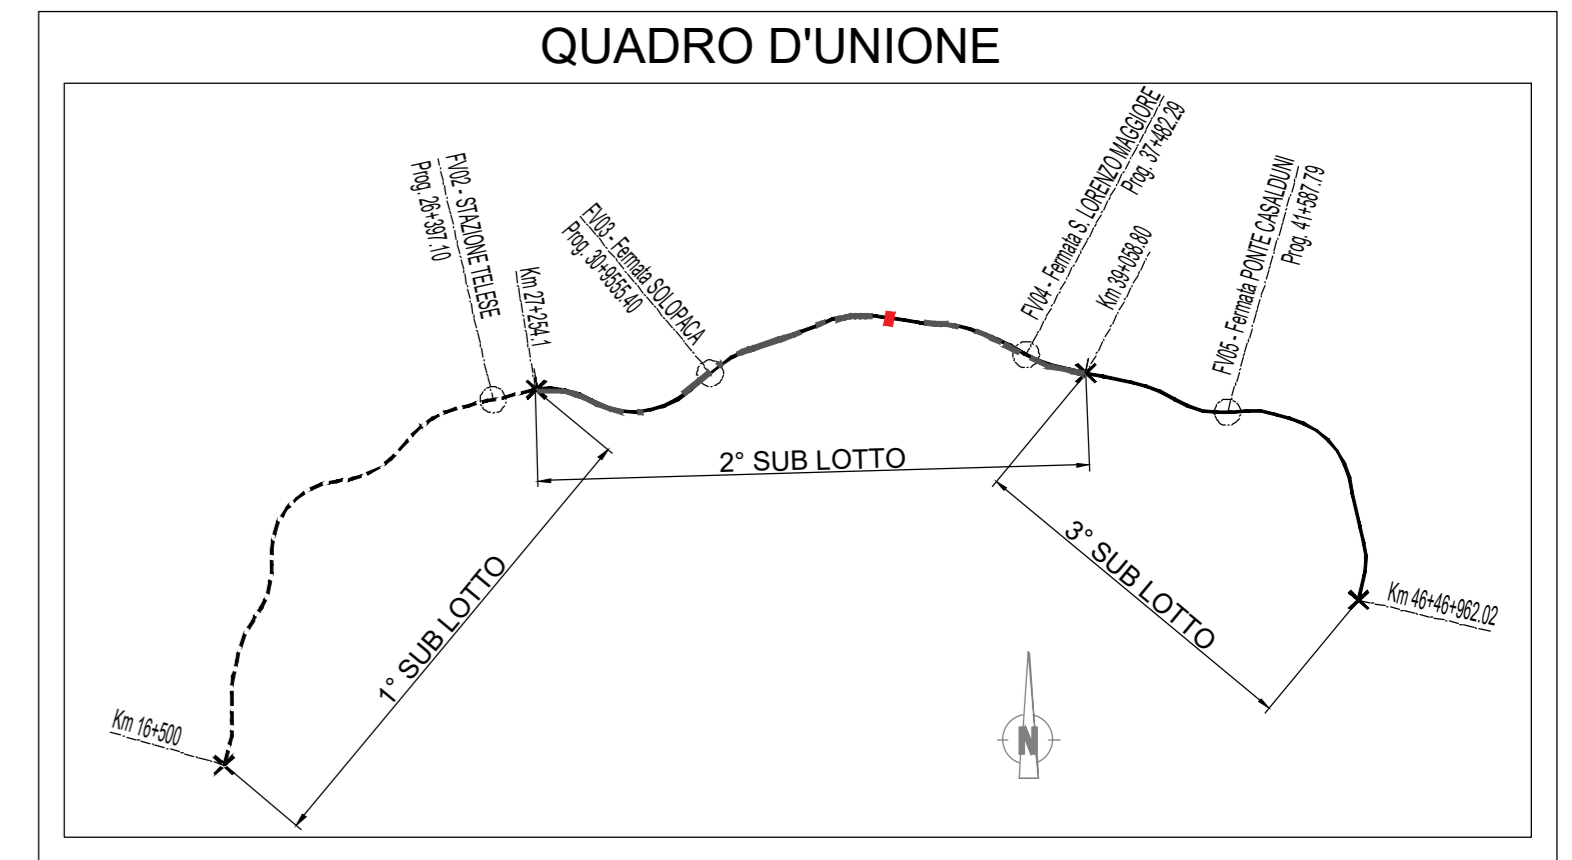 QUADRO D'UNIONE
FV02 - STAZIONE TELESE
Prog. 26+397.10
Km 27+254.1
FV03 - Fermata SOLOPACA
Prog. 30+9555.40
FV04 - Fermata S. LORENZO MAGGIORE
Prog. 37+482.29
Km 39+058.80
FV05 - Fermata PONTE CASALDUNI
Prog. 41+587.79
2° SUB LOTTO
1° SUB LOTTO
3° SUB LOTTO
Km 46+46+962.02
Km 16+500
N